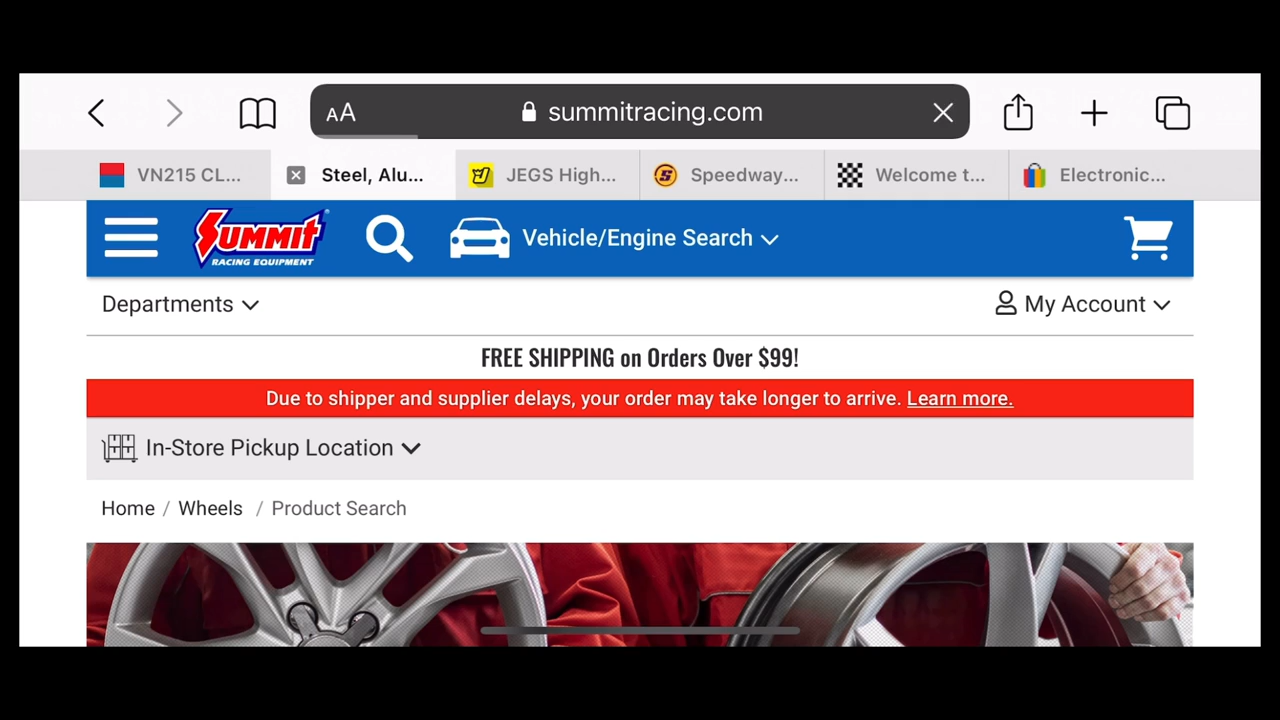 AA summitracing.com
VN215 CL...
Steel, Alu...
JEGS High...
Speedway...
Welcome t...
Electronic...
SUMMIT
RACING EQUIPMENT
Vehicle/Engine Search
Departments
My Account
FREE SHIPPING on Orders Over $99!
Due to shipper and supplier delays, your order may take longer to arrive. Learn more.
In-Store Pickup Location
Home / Wheels / Product Search